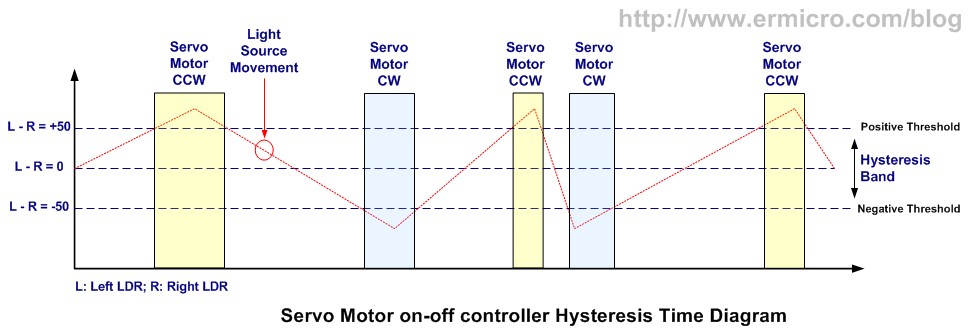 http://www.ermicro.com/blog
Servo
Motor
CCW
Light
Source
Movement
Servo
Motor
CW
Servo
Motor
CCW
Servo
Motor
CW
Servo
Motor
CCW
L - R = +50
Positive Threshold
L - R = 0
Hysteresis
Band
L - R = -50
Negative Threshold
L: Left LDR; R: Right LDR
Servo Motor on-off controller Hysteresis Time Diagram